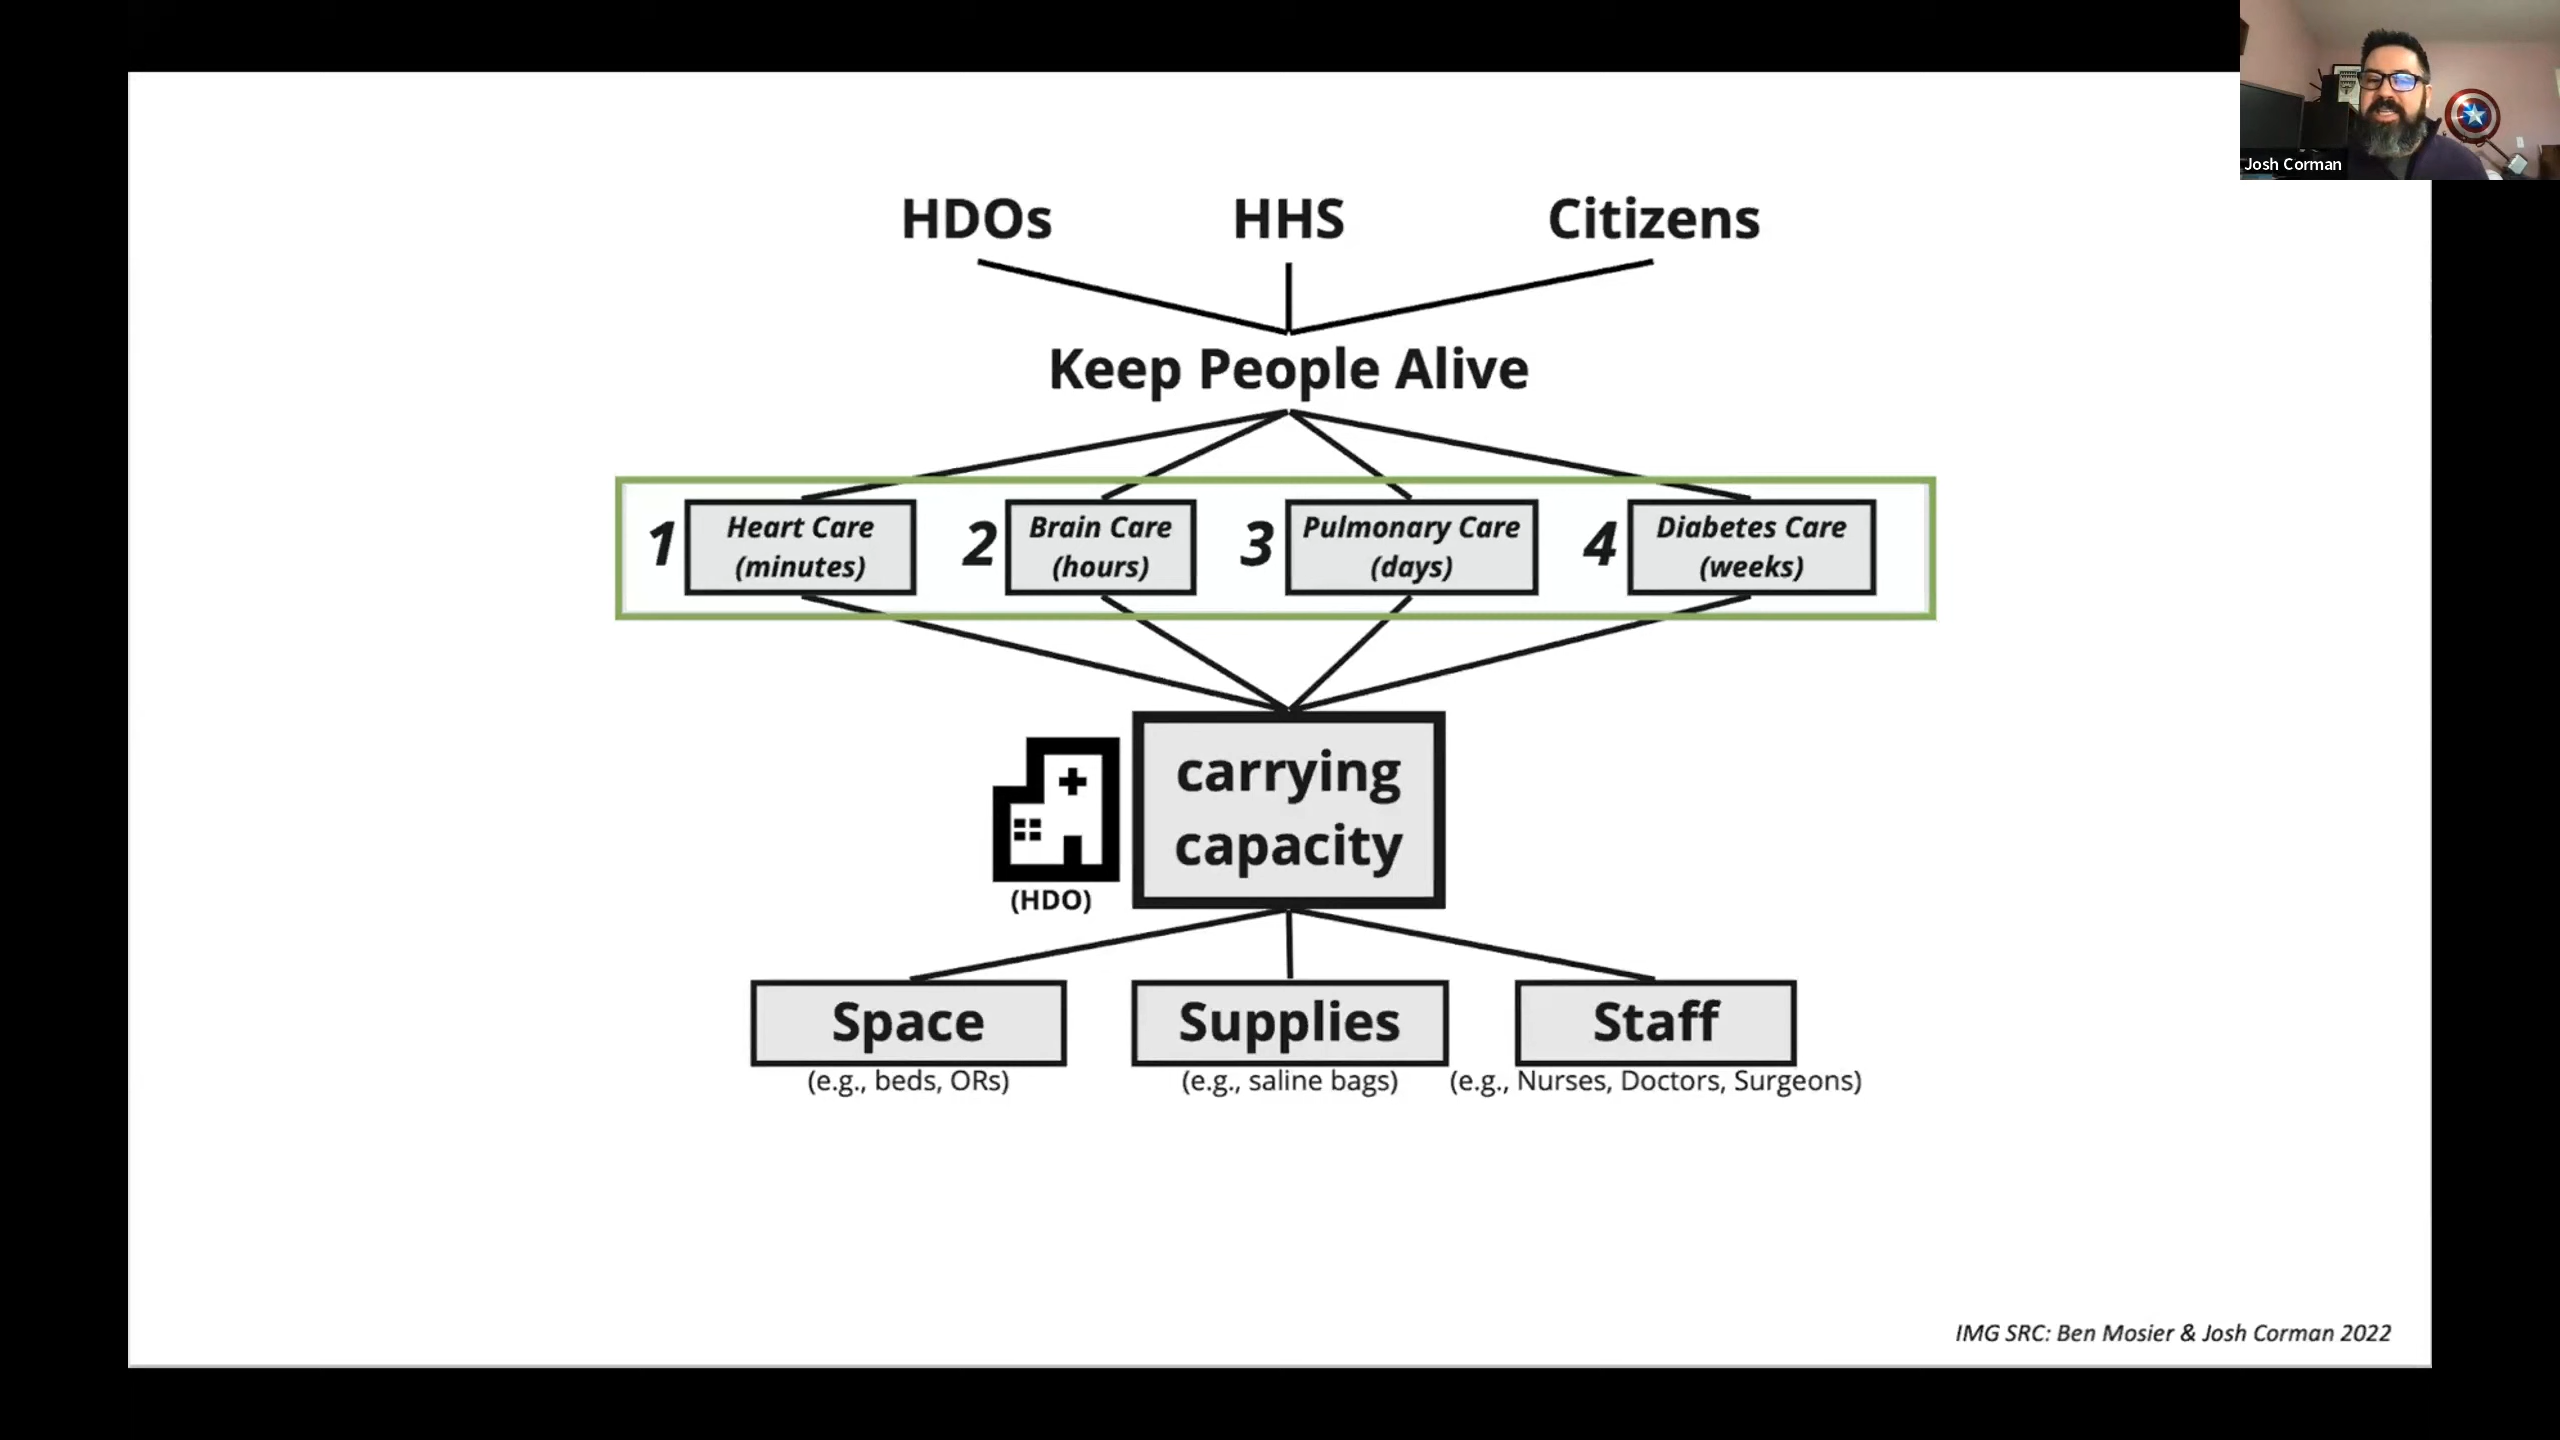 Josh Corman
HDOs HHS Citizens
Keep People Alive
1 Heart Care (minutes)
2 Brain Care (hours)
3 Pulmonary Care (days)
4 Diabetes Care (weeks)
carrying
capacity
(HDO)
Space
(e.g., beds, ORs)
Supplies
(e.g., saline bags)
Staff
(e.g., Nurses, Doctors, Surgeons)
IMG SRC: Ben Mosier & Josh Corman 2022